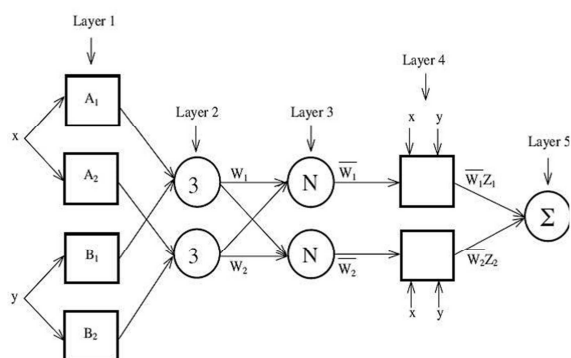 Layer 1
Layer 2
Layer 3
Layer 4
Layer 5
x
y
A₁
A₂
B₁
B₂
3
3
W₁
W₂
N
N
W̅₁
W̅₂
x y
x y
W̅₁Z₁
W̅₂Z₂
Σ